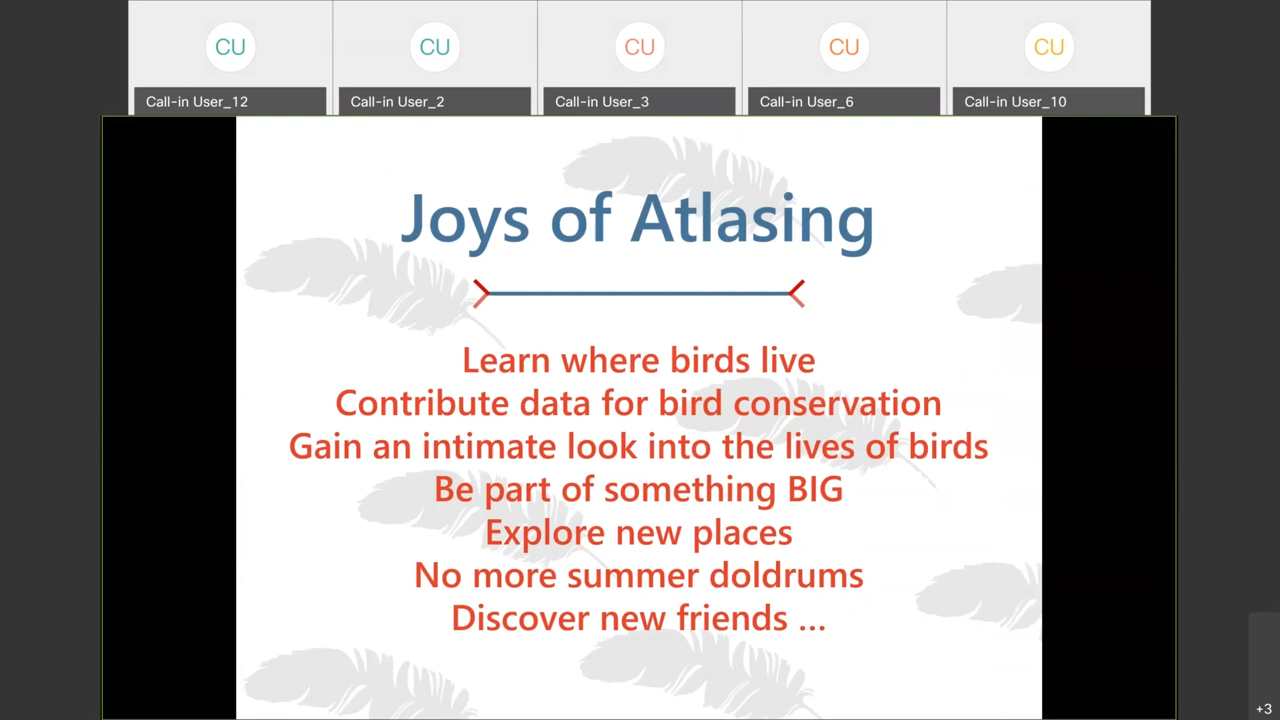 CU
CU
CU
CU
CU
Call-in User_12
Call-in User_2
Call-in User_3
Call-in User_6
Call-in User_10
Joys of Atlasing
Learn where birds live
Contribute data for bird conservation
Gain an intimate look into the lives of birds
Be part of something BIG
Explore new places
No more summer doldrums
Discover new friends ...
+3